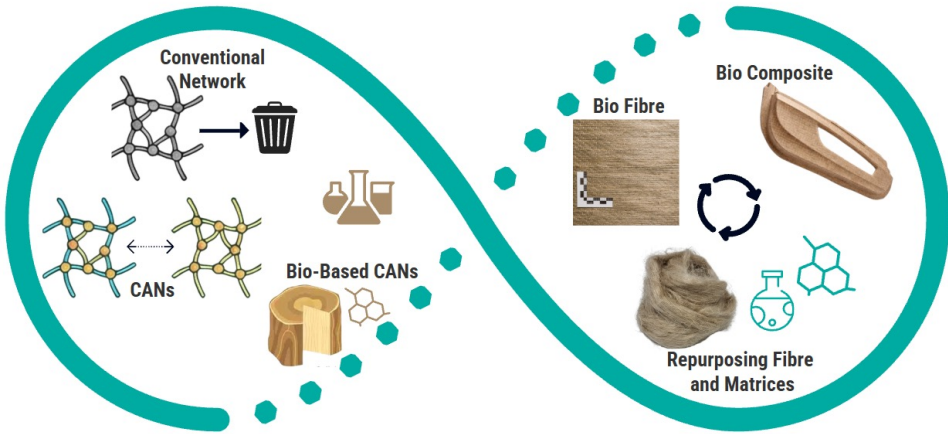 Conventional
Network
CANs
Bio-Based CANs
Bio Fibre
Bio Composite
Repurposing Fibre
and Matrices